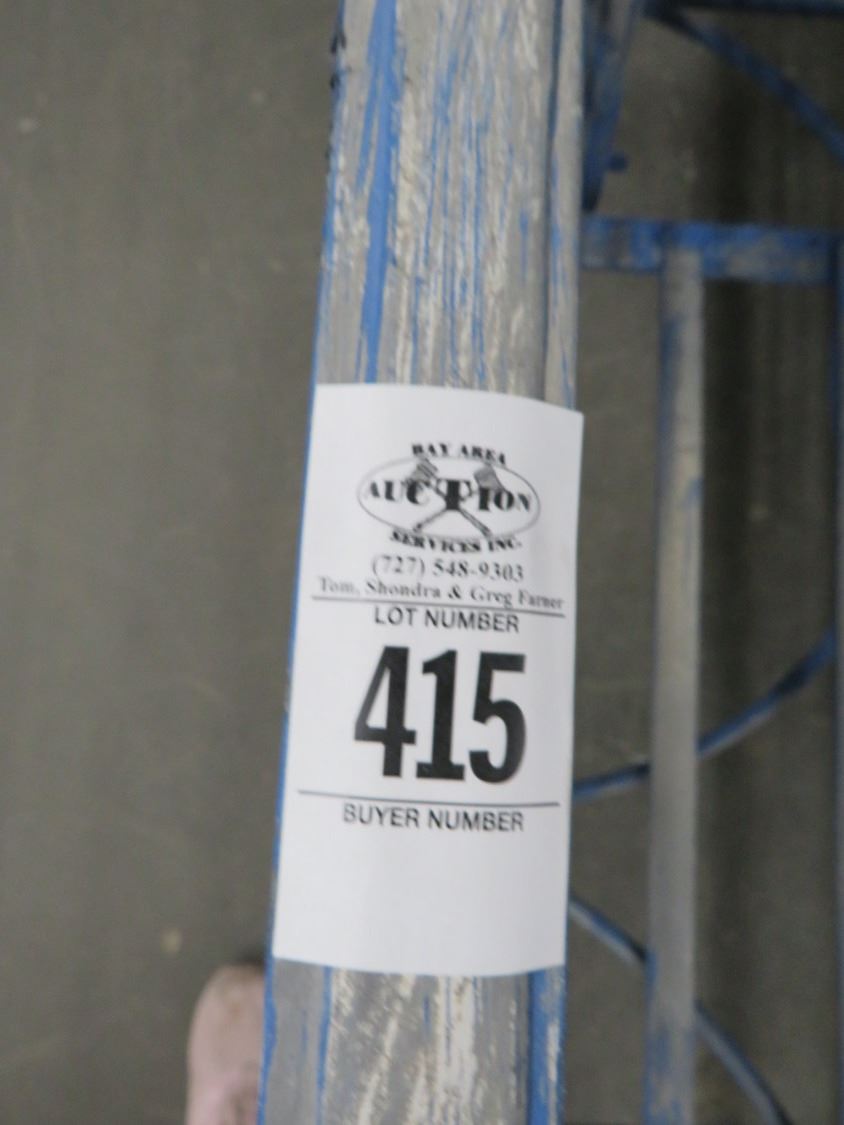 BAY AREA
AUCTION
SERVICES INC.
(727) 548-9303
Tom, Shondra & Greg Farner
LOT NUMBER
415
BUYER NUMBER